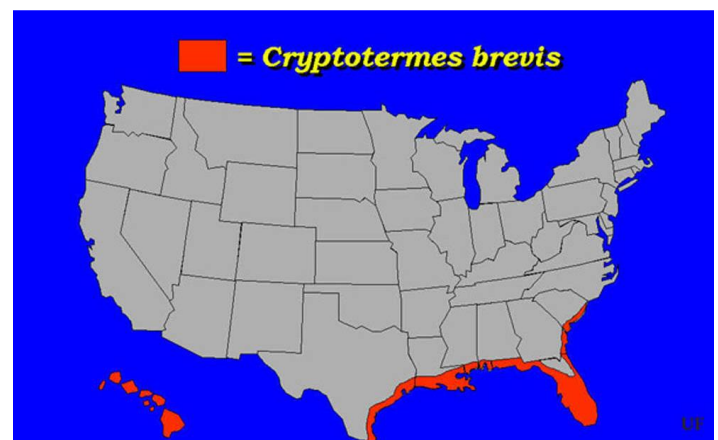 = Cryptotermes brevis
UF